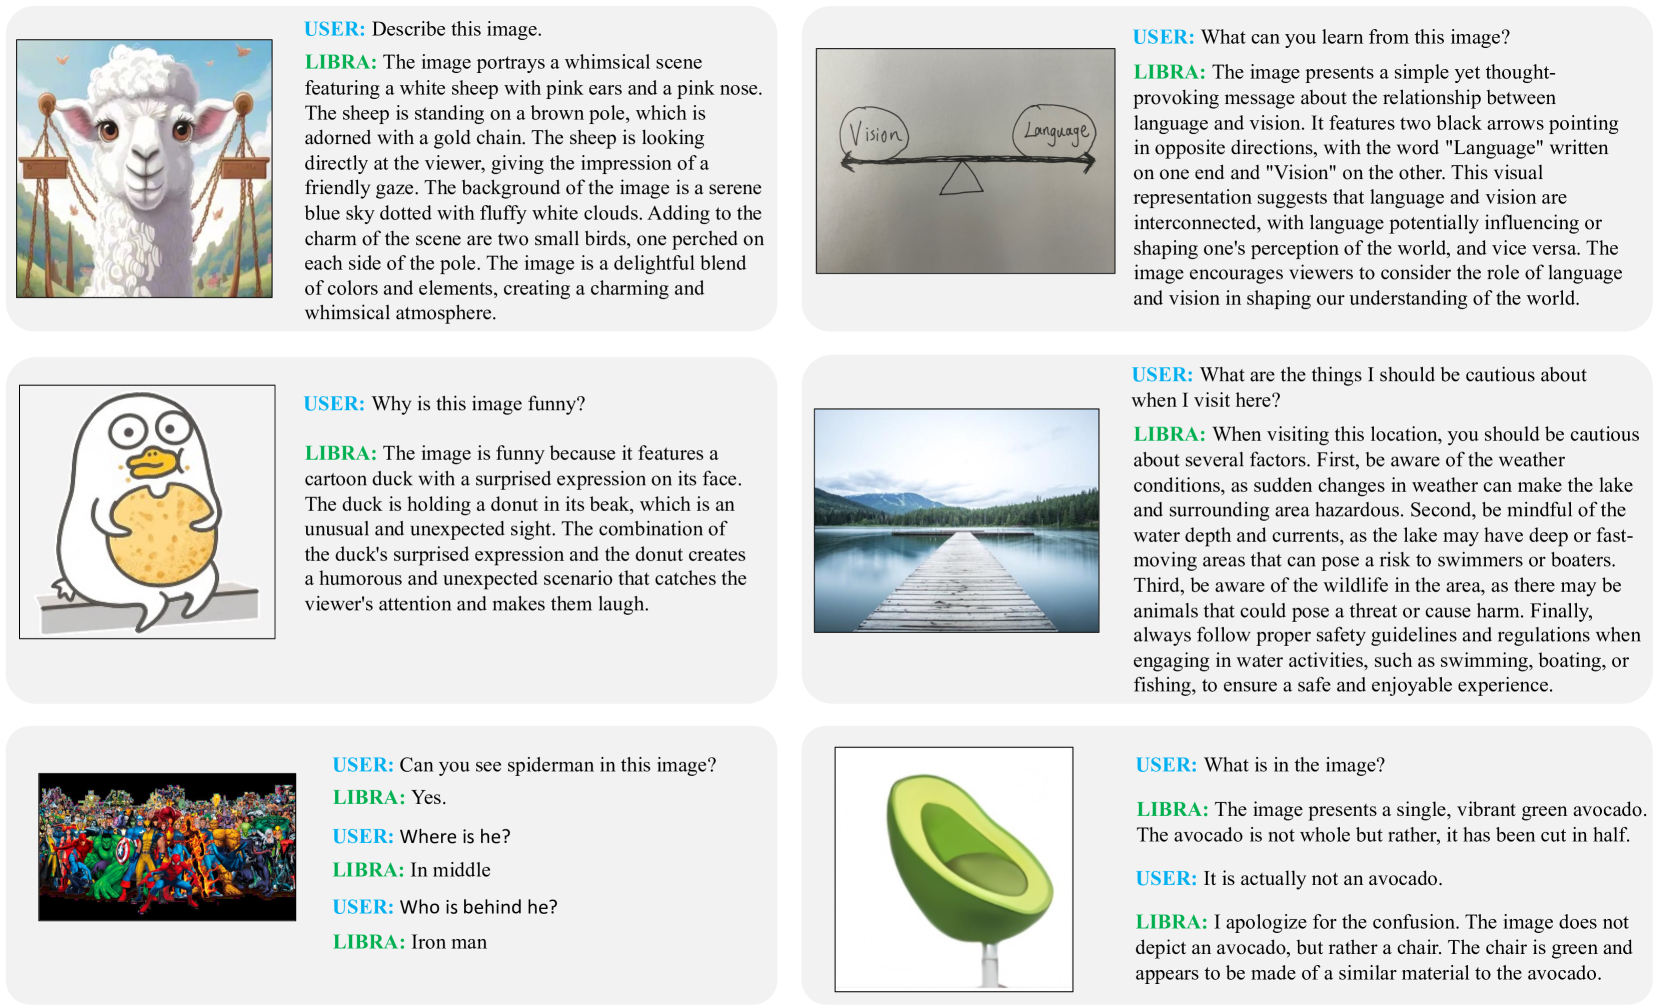 USER: Describe this image.
LIBRA: The image portrays a whimsical scene
featuring a white sheep with pink ears and a pink nose.
The sheep is standing on a brown pole, which is
adorned with a gold chain. The sheep is looking
directly at the viewer, giving the impression of a
friendly gaze. The background of the image is a serene
blue sky dotted with fluffy white clouds. Adding to the
charm of the scene are two small birds, one perched on
each side of the pole. The image is a delightful blend
of colors and elements, creating a charming and
whimsical atmosphere.
Vision
Language
USER: What can you learn from this image?
LIBRA: The image presents a simple yet thought-
provoking message about the relationship between
language and vision. It features two black arrows pointing
in opposite directions, with the word "Language" written
on one end and "Vision" on the other. This visual
representation suggests that language and vision are
interconnected, with language potentially influencing or
shaping one's perception of the world, and vice versa. The
image encourages viewers to consider the role of language
and vision in shaping our understanding of the world.
USER: Why is this image funny?
LIBRA: The image is funny because it features a
cartoon duck with a surprised expression on its face.
The duck is holding a donut in its beak, which is an
unusual and unexpected sight. The combination of
the duck's surprised expression and the donut creates
a humorous and unexpected scenario that catches the
viewer's attention and makes them laugh.
USER: What are the things I should be cautious about
when I visit here?
LIBRA: When visiting this location, you should be cautious
about several factors. First, be aware of the weather
conditions, as sudden changes in weather can make the lake
and surrounding area hazardous. Second, be mindful of the
water depth and currents, as the lake may have deep or fast-
moving areas that can pose a risk to swimmers or boaters.
Third, be aware of the wildlife in the area, as there may be
animals that could pose a threat or cause harm. Finally,
always follow proper safety guidelines and regulations when
engaging in water activities, such as swimming, boating, or
fishing, to ensure a safe and enjoyable experience.
USER: Can you see spiderman in this image?
LIBRA: Yes.
USER: Where is he?
LIBRA: In middle
USER: Who is behind he?
LIBRA: Iron man
USER: What is in the image?
LIBRA: The image presents a single, vibrant green avocado.
The avocado is not whole but rather, it has been cut in half.
USER: It is actually not an avocado.
LIBRA: I apologize for the confusion. The image does not
depict an avocado, but rather a chair. The chair is green and
appears to be made of a similar material to the avocado.